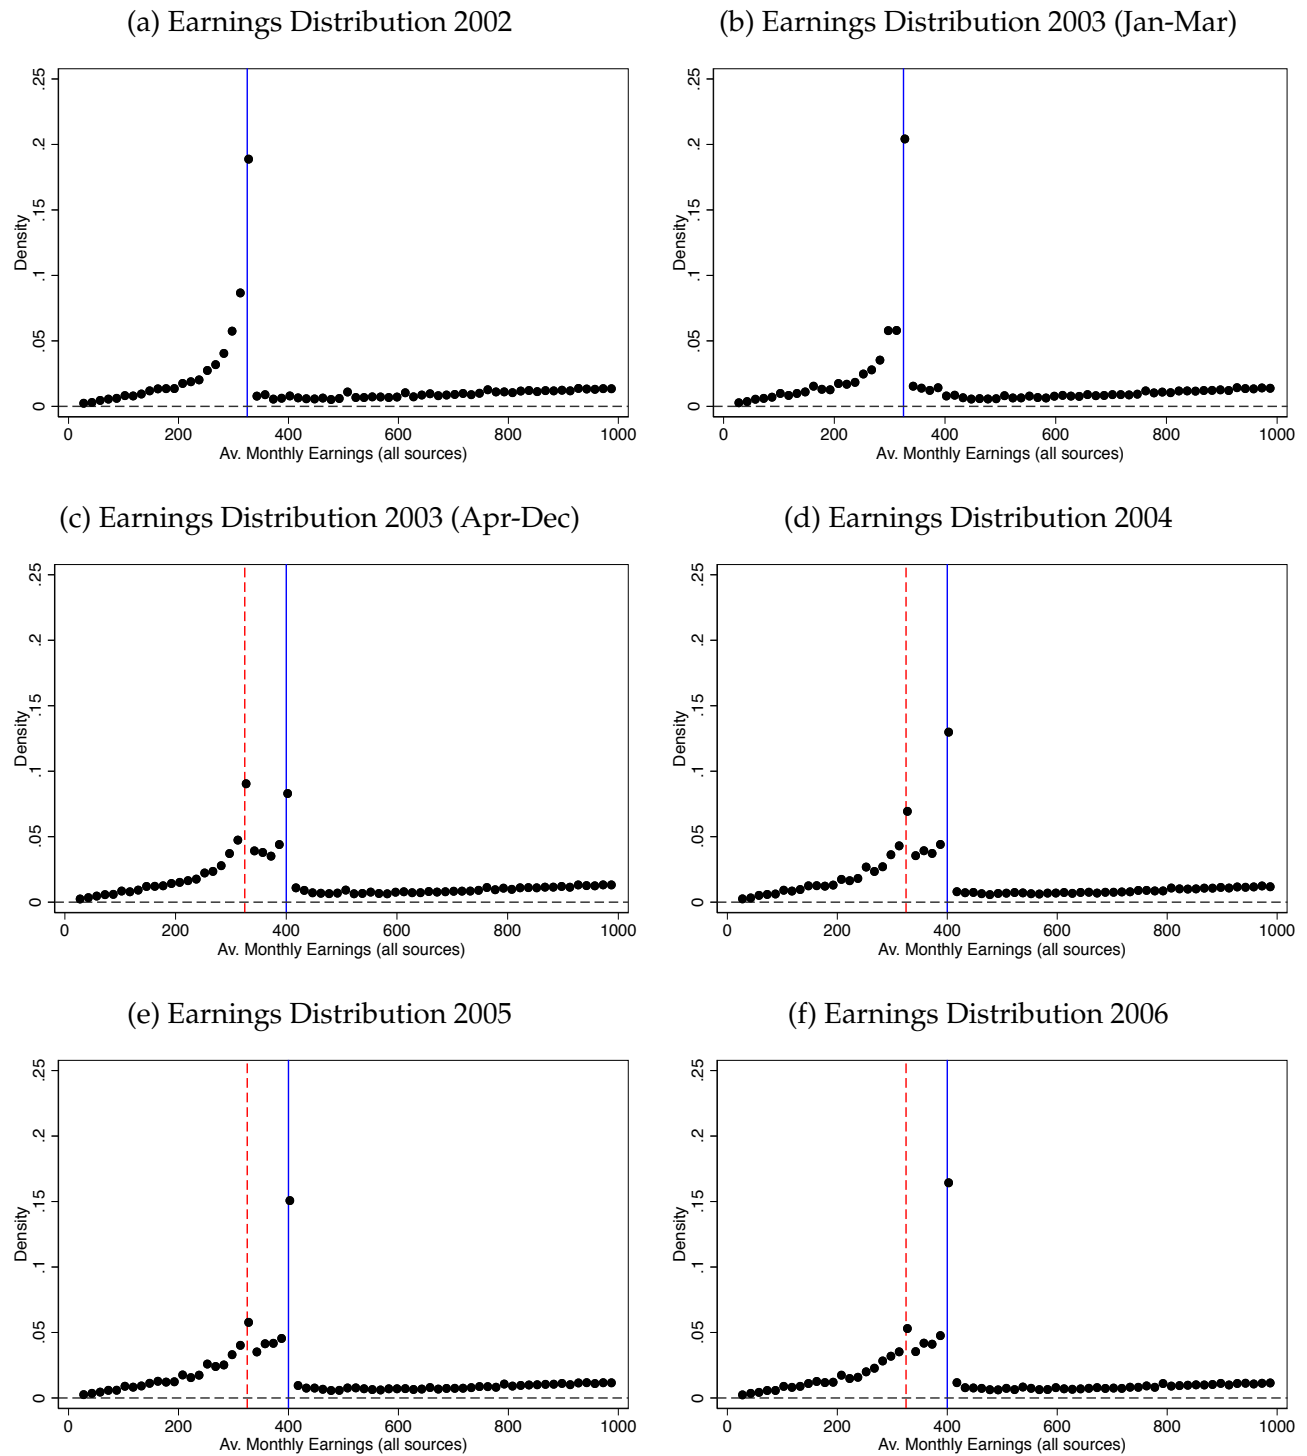 (a) Earnings Distribution 2002
.25
.2
.15
.1
.05
0
Density
0 200 400 600 800 1000
Av. Monthly Earnings (all sources)
(b) Earnings Distribution 2003 (Jan-Mar)
.25
.2
.15
.1
.05
0
Density
0 200 400 600 800 1000
Av. Monthly Earnings (all sources)
(c) Earnings Distribution 2003 (Apr-Dec)
.25
.2
.15
.1
.05
0
Density
0 200 400 600 800 1000
Av. Monthly Earnings (all sources)
(d) Earnings Distribution 2004
.25
.2
.15
.1
.05
0
Density
0 200 400 600 800 1000
Av. Monthly Earnings (all sources)
(e) Earnings Distribution 2005
.25
.2
.15
.1
.05
0
Density
0 200 400 600 800 1000
Av. Monthly Earnings (all sources)
(f) Earnings Distribution 2006
.25
.2
.15
.1
.05
0
Density
0 200 400 600 800 1000
Av. Monthly Earnings (all sources)